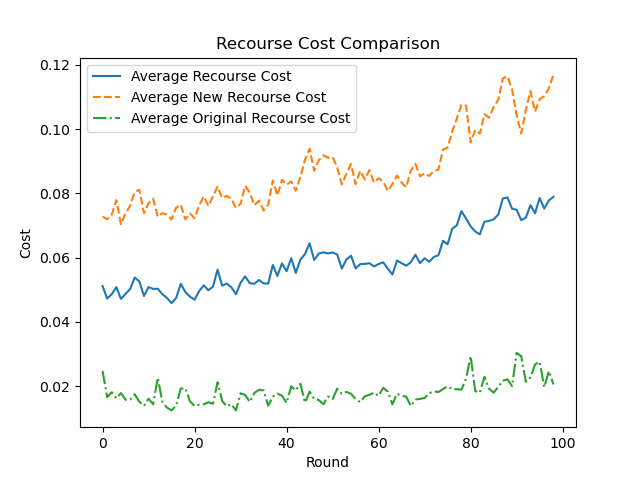 Recourse Cost Comparison
Average Recourse Cost
Average New Recourse Cost
Average Original Recourse Cost
0.12
0.10
0.08
0.06
0.04
0.02
Cost
0 20 40 60 80 100
Round